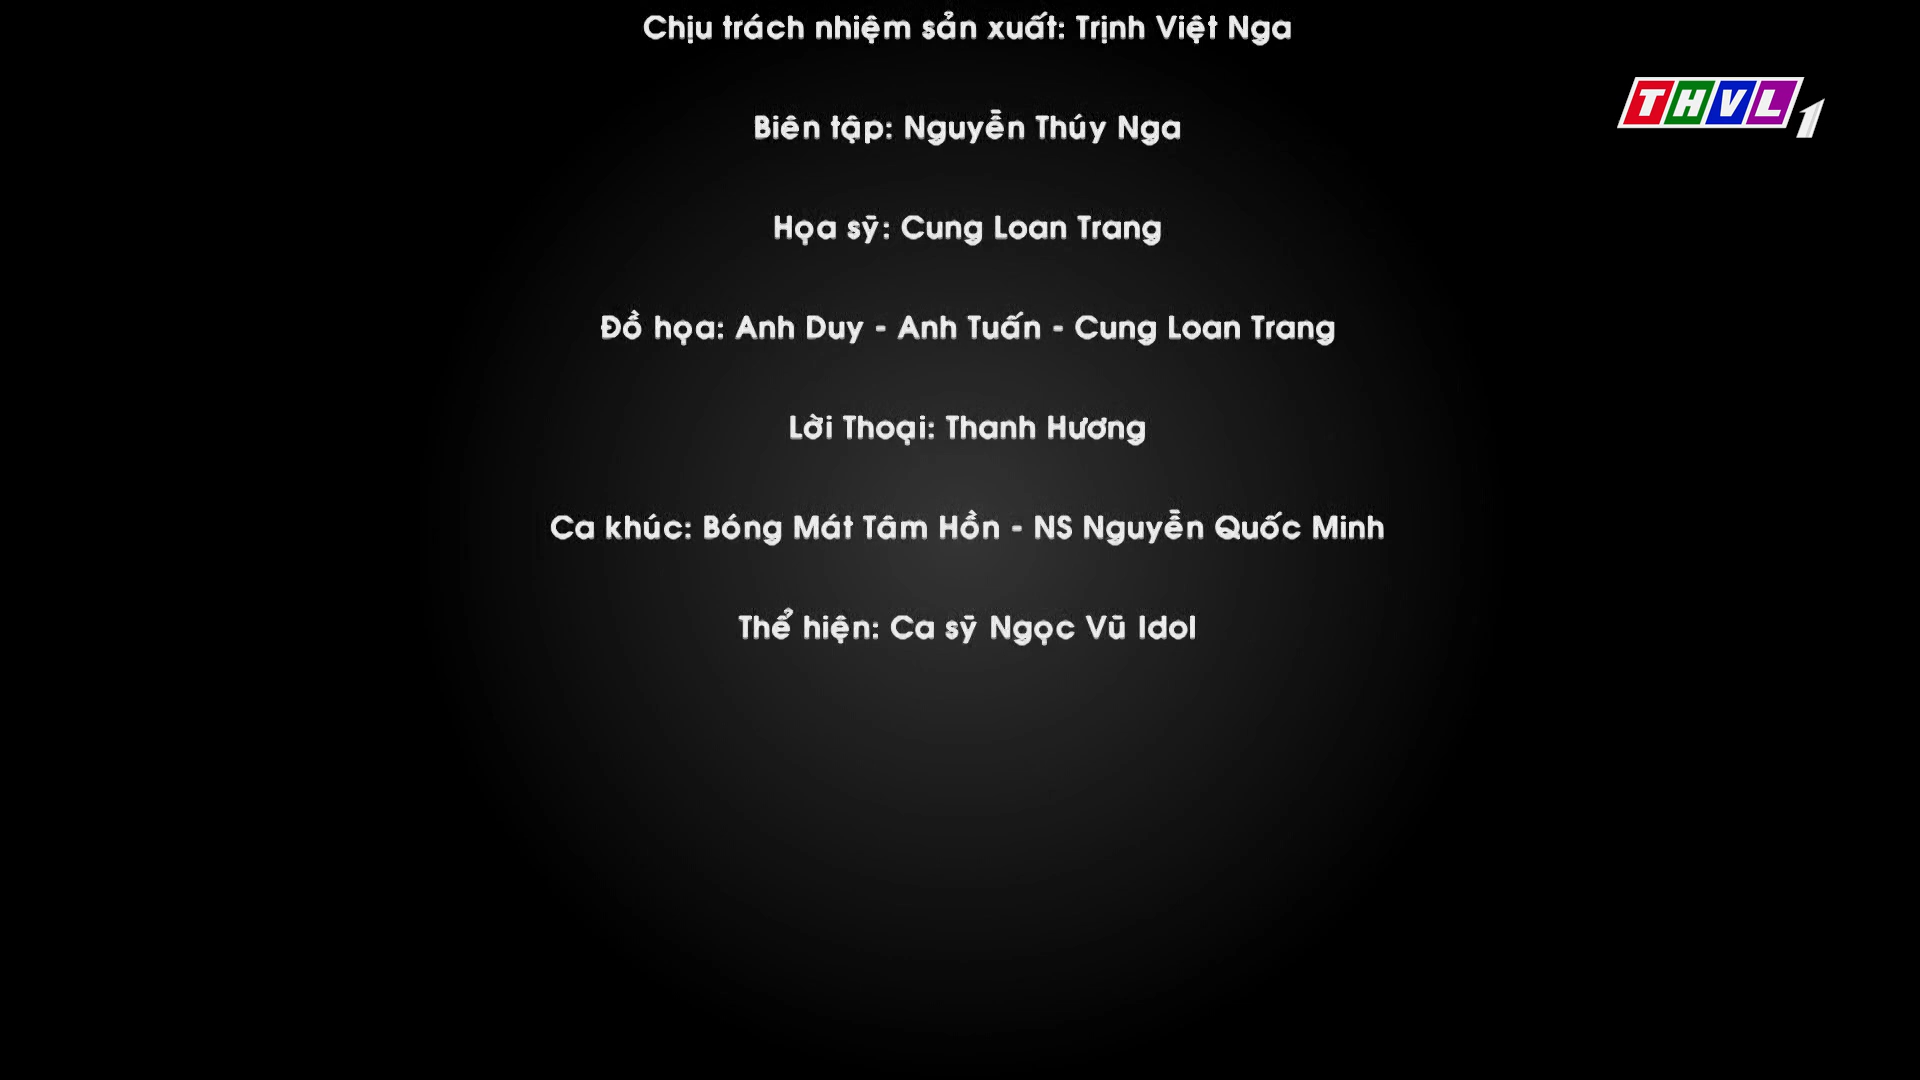 Chịu trách nhiệm sản xuất: Trịnh Việt Nga
THVL1
Biên tập: Nguyễn Thúy Nga
Họa sỹ: Cung Loan Trang
Đồ họa: Anh Duy - Anh Tuấn - Cung Loan Trang
Lời Thoại: Thanh Hương
Ca khúc: Bóng Mát Tâm Hồn - NS Nguyễn Quốc Minh
Thể hiện: Ca sỹ Ngọc Vũ Idol